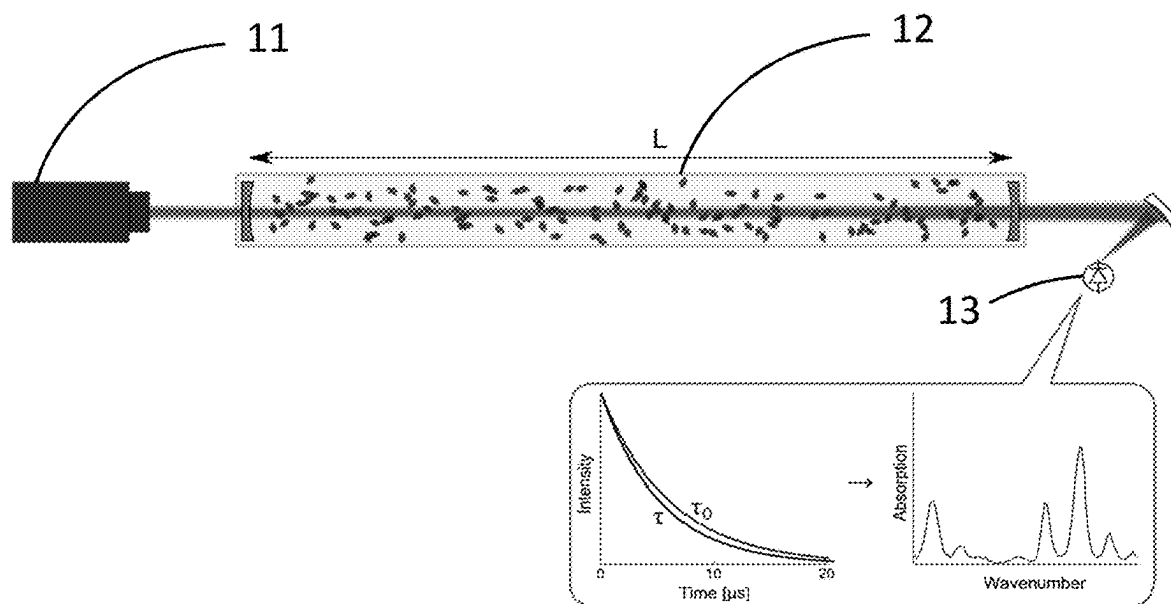 11
12
L
13
Intensity
τ
τ0
0
10
20
Time [µs]
→
Absorption
Wavenumber